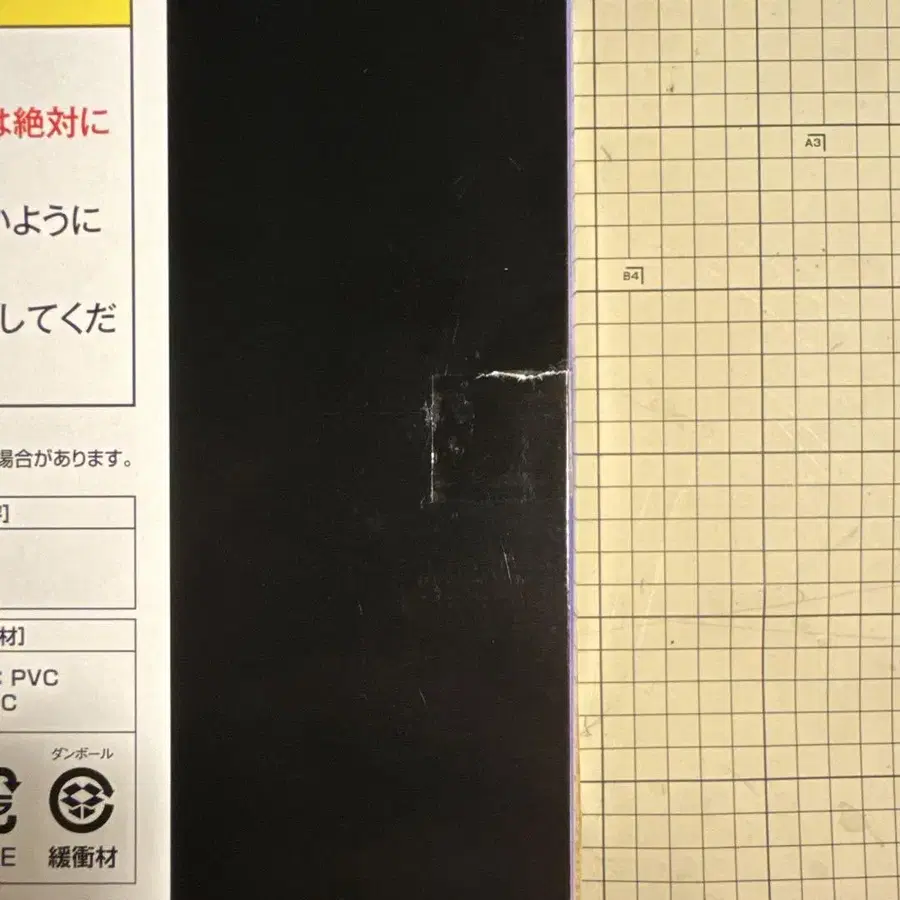 は絶対に
いように
してくだ
場合があります。
材]
: PVC
C
ダンボール
E
緩衝材
A3
B4